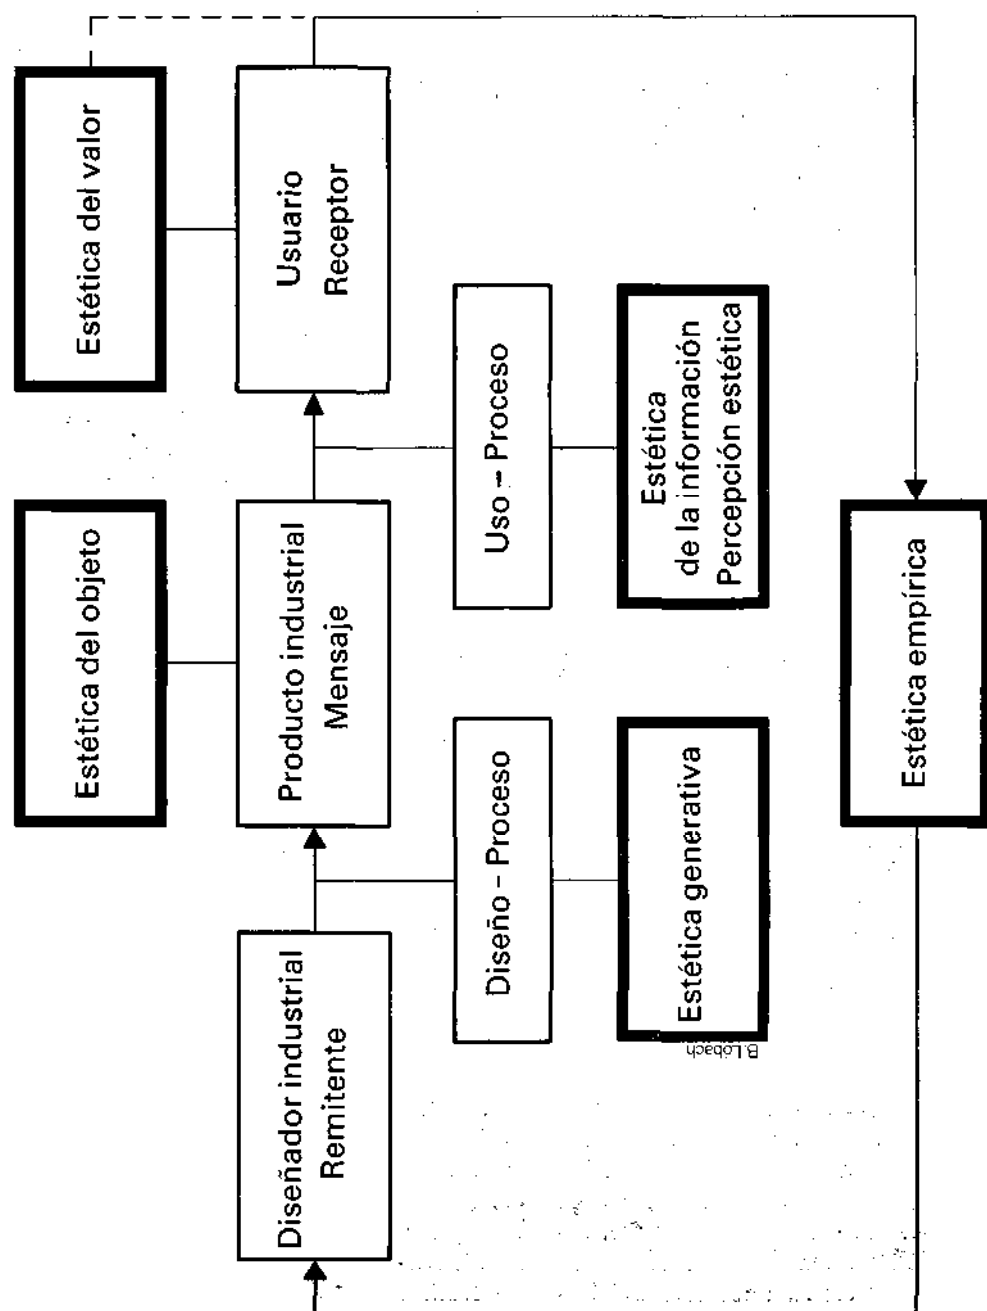 Estética del objeto
Estética del valor
Diseñador industrial
Remitente
Producto industrial
Mensaje
Usuario
Receptor
Diseño – Proceso
Uso – Proceso
Estética generativa
Estética
de la información
Percepción estética
B.Löbach
Estética empírica